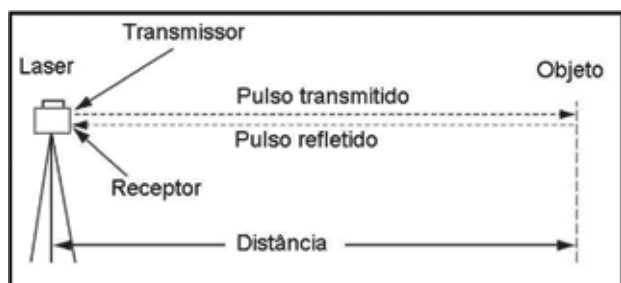 Transmissor
Laser
Objeto
Pulso transmitido
Pulso refletido
Receptor
Distância